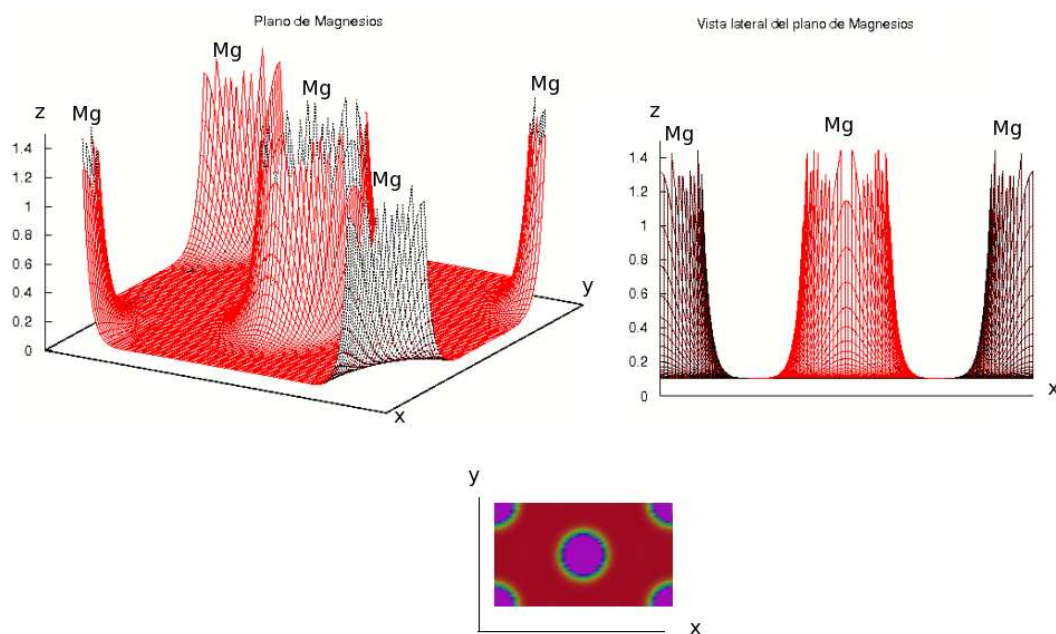 Plano de Magnesios
Mg
Mg
Mg
Mg
Mg
z
1.4
1.2
1
0.8
0.6
0.4
0.2
0
y
x
Vista lateral del plano de Magnesios
z
Mg
Mg
Mg
1.4
1.2
1
0.8
0.6
0.4
0.2
0
x
y
x